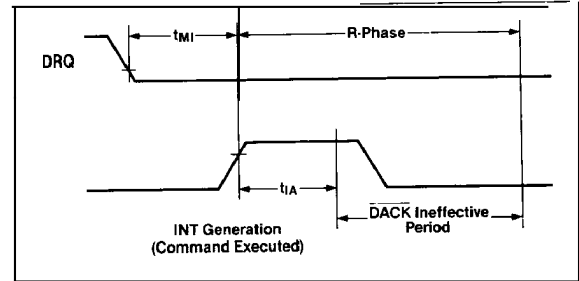 tMI
R-Phase
DRQ
tIA
INT Generation
(Command Executed)
DACK Ineffective
Period